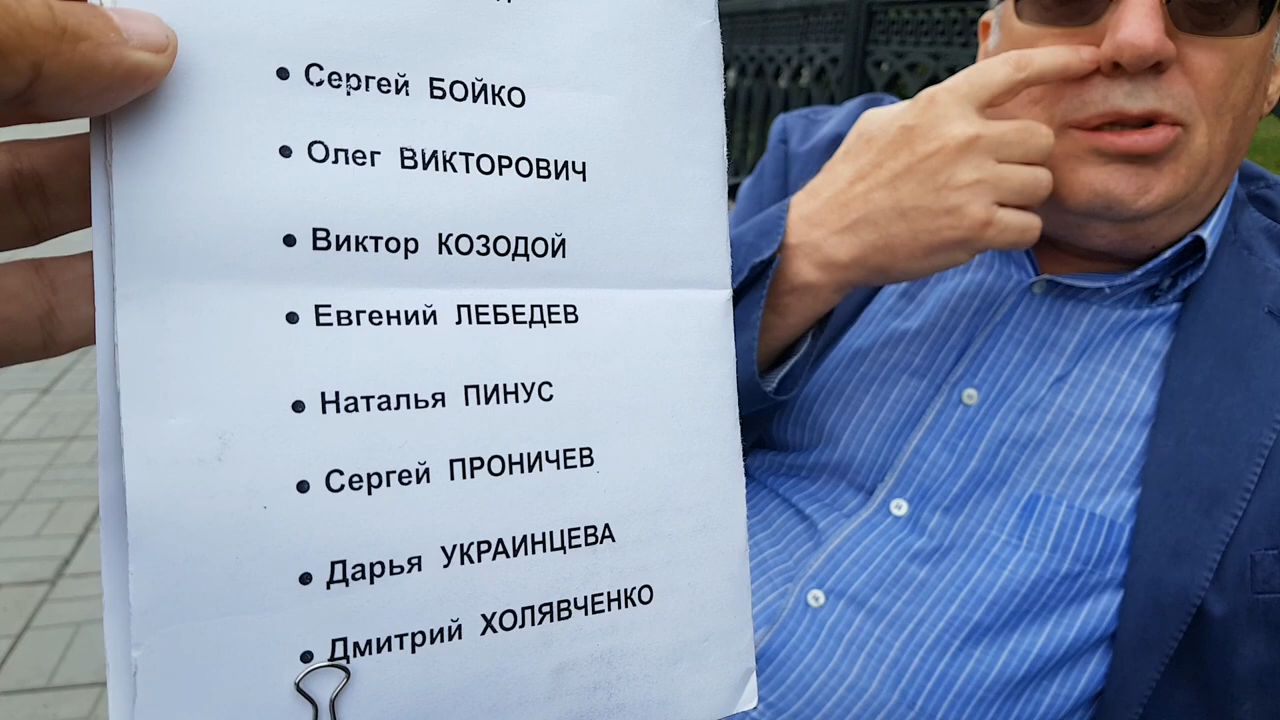 • Сергей БОЙКО
• Олег ВИКТОРОВИЧ
• Виктор КОЗОДОЙ
• Евгений ЛЕБЕДЕВ
• Наталья ПИНУС
• Сергей ПРОНИЧЕВ
• Дарья УКРАИНЦЕВА
• Дмитрий ХОЛЯВЧЕНКО